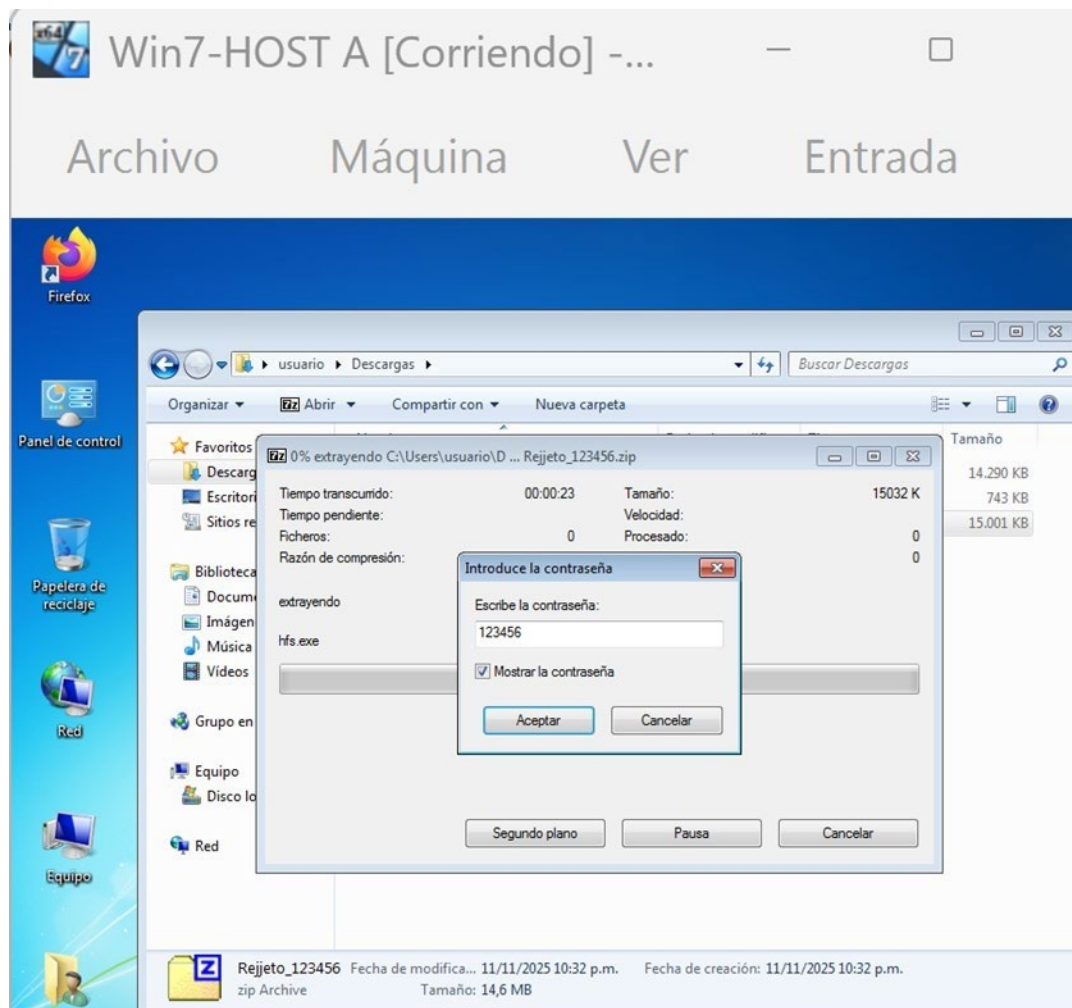 x64
7
Win7-HOST A [Corriendo] -...
Archivo Máquina Ver Entrada
Firefox
usuario Descargas
Buscar Descargas
Organizar 7z Abrir Compartir con Nueva carpeta
Panel de control
Favoritos
Tamaño
7z 0% extrayendo C:\Users\usuario\D ... Rejjeto_123456.zip
Descarg
14.290 KB
Escritori
743 KB
Sitios re
15.001 KB
Tiempo transcurrido: 00:00:23 Tamaño: 15032 K
Tiempo pendiente: Velocidad:
Ficheros: 0 Procesado: 0
Razón de compresión: 0
Introduce la contraseña
Biblioteca
Papelera de reciclaje
Docum
extrayendo
Escribe la contraseña:
Imágen
123456
Música
hfs.exe
Vídeos
Mostrar la contraseña
Red
Grupo en
Aceptar Cancelar
Equipo
Disco lo
Segundo plano Pausa Cancelar
Red
Equipo
Z
Rejjeto_123456 Fecha de modifica... 11/11/2025 10:32 p.m. Fecha de creación: 11/11/2025 10:32 p.m.
zip Archive Tamaño: 14,6 MB